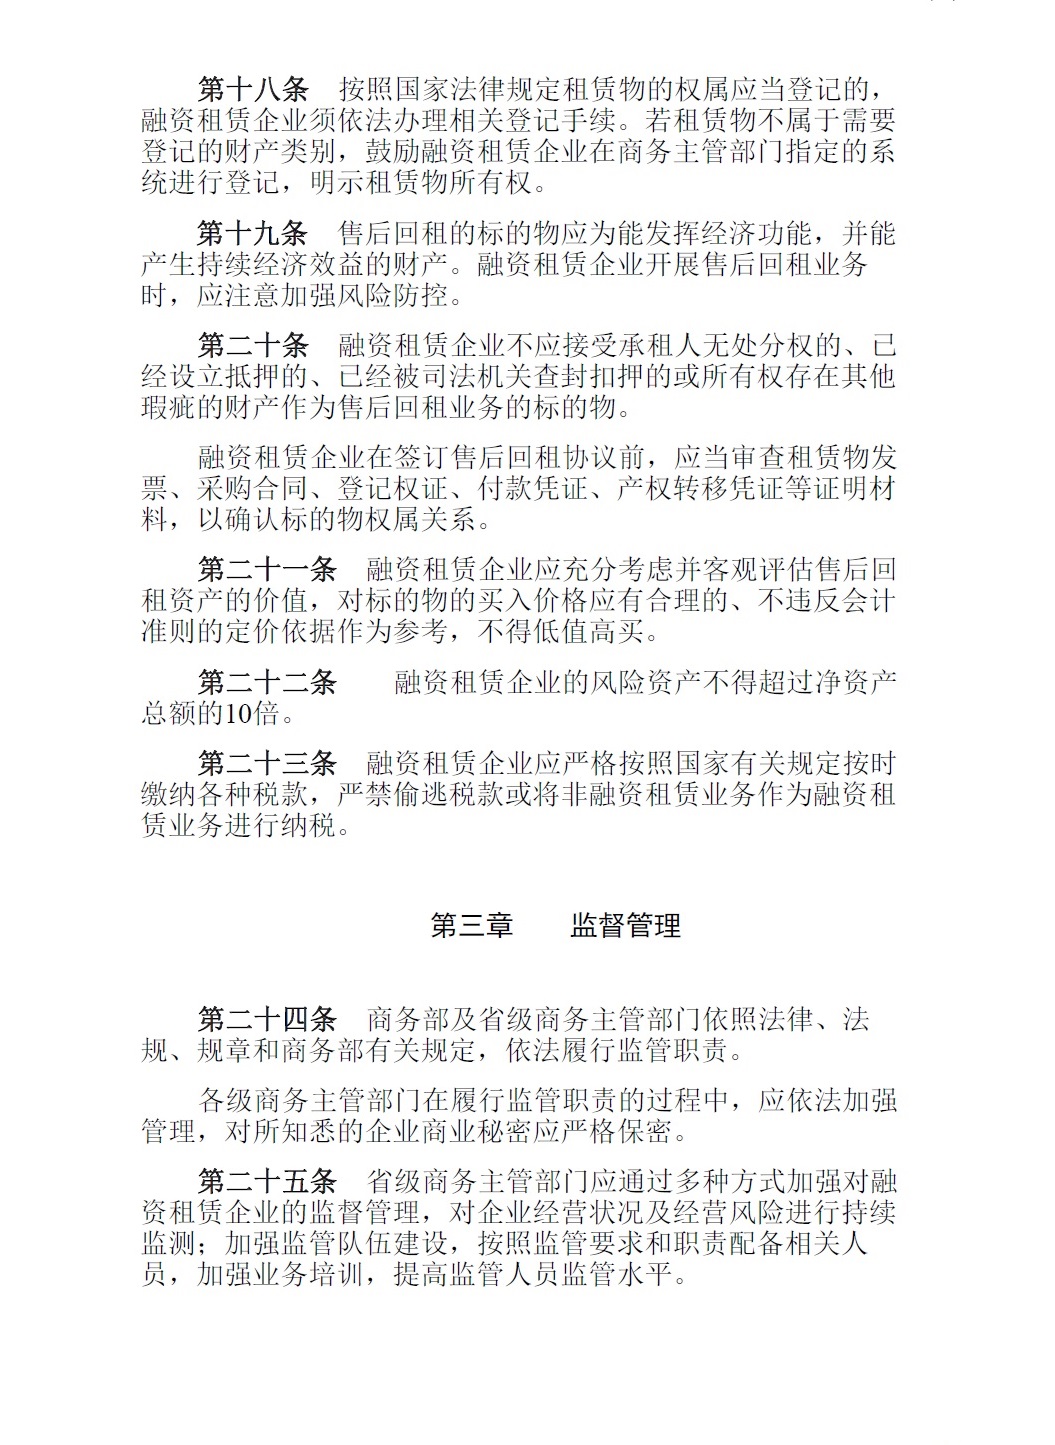 第十八条　按照国家法律规定租赁物的权属应当登记的，
融资租赁企业须依法办理相关登记手续。若租赁物不属于需要
登记的财产类别，鼓励融资租赁企业在商务主管部门指定的系
统进行登记，明示租赁物所有权。
第十九条　售后回租的标的物应为能发挥经济功能，并能
产生持续经济效益的财产。融资租赁企业开展售后回租业务
时，应注意加强风险防控。
第二十条　融资租赁企业不应接受承租人无处分权的、已
经设立抵押的、已经被司法机关查封扣押的或所有权存在其他
瑕疵的财产作为售后回租业务的标的物。
融资租赁企业在签订售后回租协议前，应当审查租赁物发
票、采购合同、登记权证、付款凭证、产权转移凭证等证明材
料，以确认标的物权属关系。
第二十一条　融资租赁企业应充分考虑并客观评估售后回
租资产的价值，对标的物的买入价格应有合理的、不违反会计
准则的定价依据作为参考，不得低值高买。
第二十二条　　融资租赁企业的风险资产不得超过净资产
总额的10倍。
第二十三条　融资租赁企业应严格按照国家有关规定按时
缴纳各种税款，严禁偷逃税款或将非融资租赁业务作为融资租
赁业务进行纳税。
第三章　　监督管理
第二十四条　商务部及省级商务主管部门依照法律、法
规、规章和商务部有关规定，依法履行监管职责。
各级商务主管部门在履行监管职责的过程中，应依法加强
管理，对所知悉的企业商业秘密应严格保密。
第二十五条　省级商务主管部门应通过多种方式加强对融
资租赁企业的监督管理，对企业经营状况及经营风险进行持续
监测；加强监管队伍建设，按照监管要求和职责配备相关人
员，加强业务培训，提高监管人员监管水平。